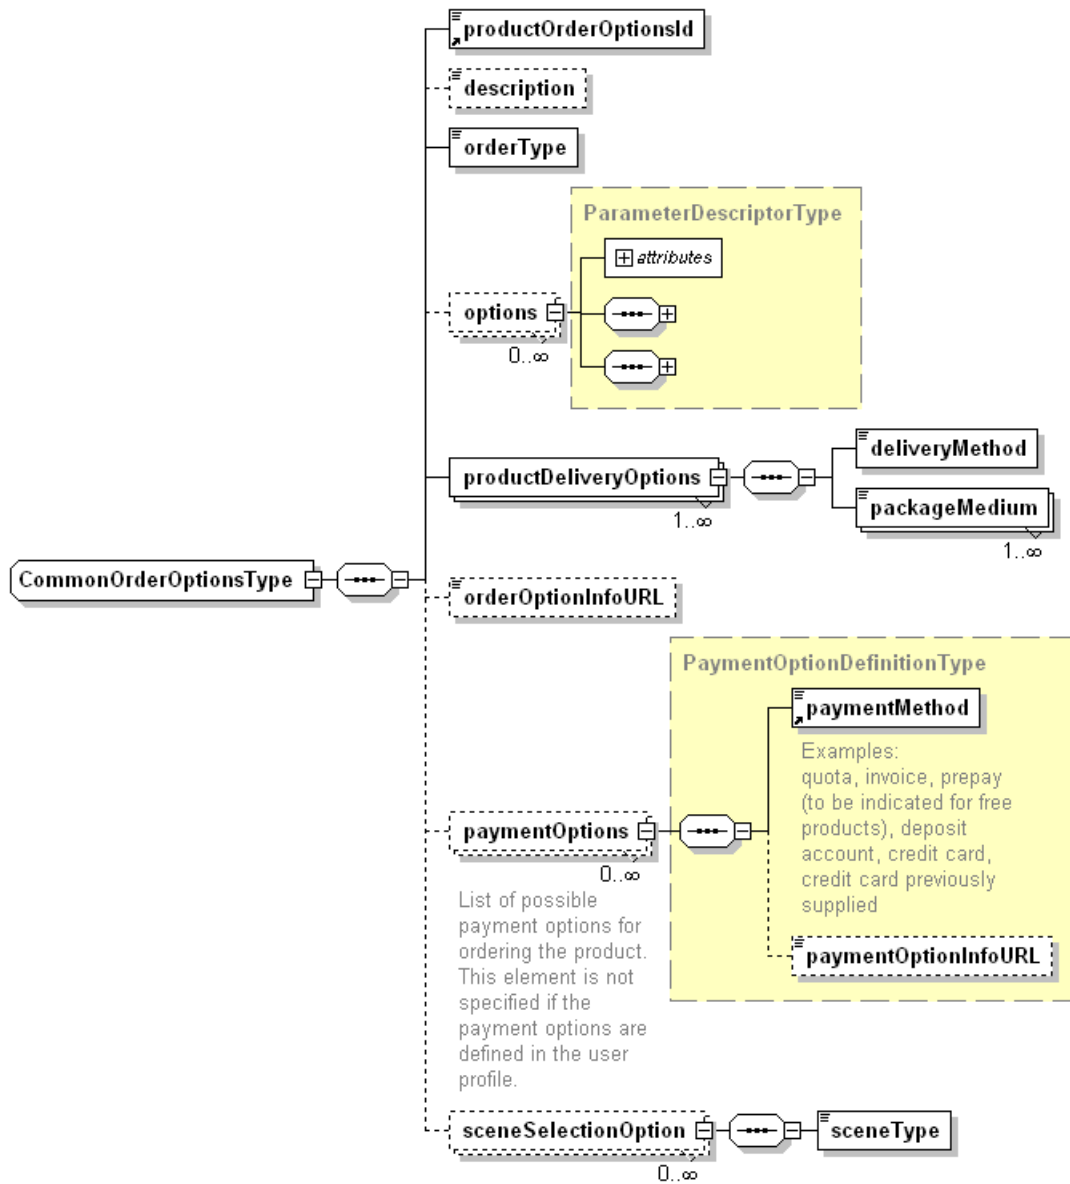 productOrderOptionsId
description
orderType
ParameterDescriptorType
attributes
options
0..∞
productDeliveryOptions
1..∞
deliveryMethod
packageMedium
1..∞
CommonOrderOptionsType
orderOptionInfoURL
PaymentOptionDefinitionType
paymentMethod
Examples:
quota, invoice, prepay
(to be indicated for free
products), deposit
account, credit card,
credit card previously
supplied
paymentOptions
0..∞
List of possible
payment options for
ordering the product.
This element is not
specified if the
payment options are
defined in the user
profile.
paymentOptionInfoURL
sceneSelectionOption
0..∞
sceneType